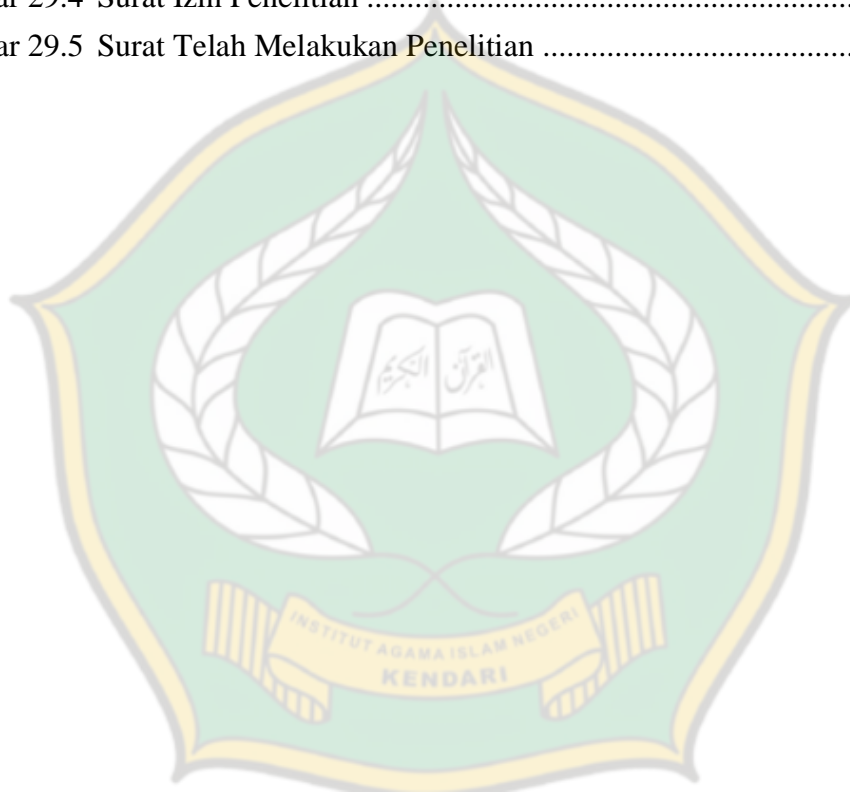 ar 29.4 Surat Izin Penelitian ....................................................................
ar 29.5 Surat Telah Melakukan Penelitian ..........................................
القرآن الكريم
INSTITUT AGAMA ISLAM NEGERI
KENDARI